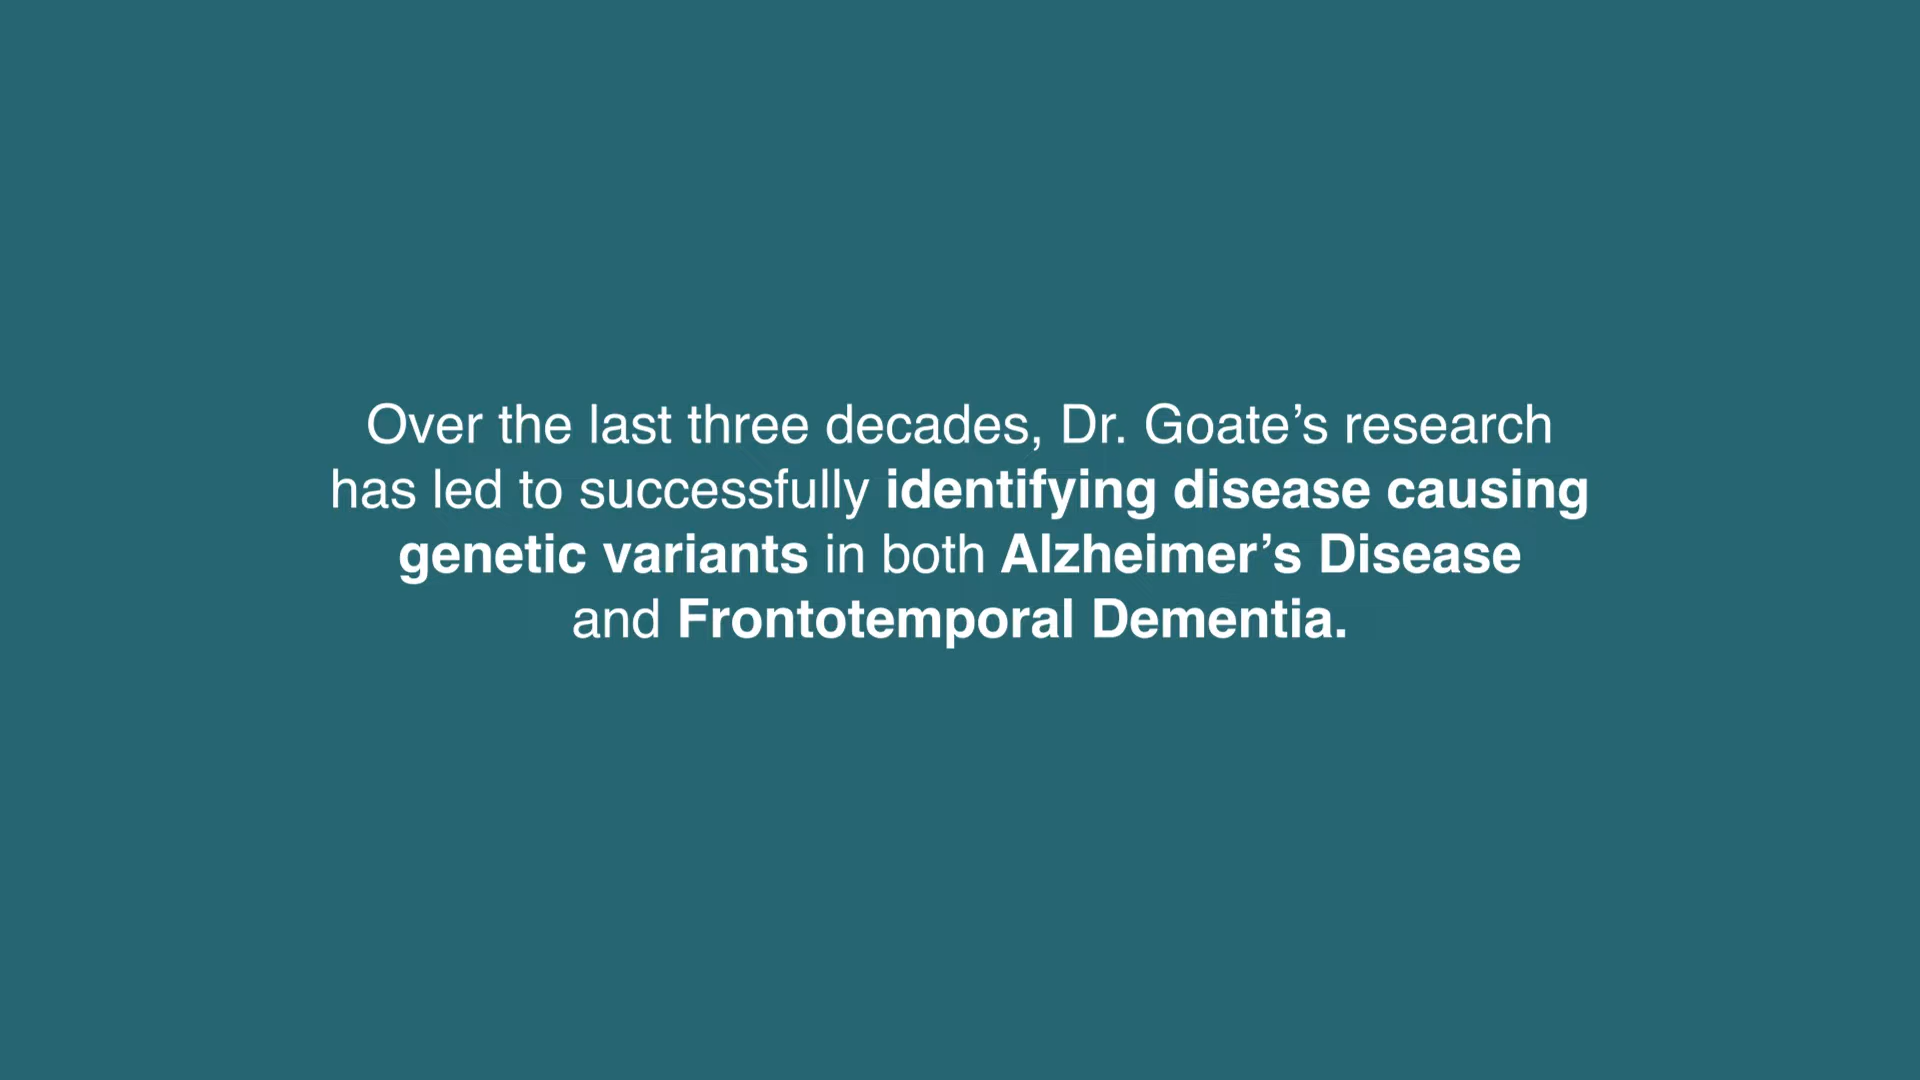 Over the last three decades, Dr. Goate’s research
has led to successfully identifying disease causing
genetic variants in both Alzheimer’s Disease
and Frontotemporal Dementia.